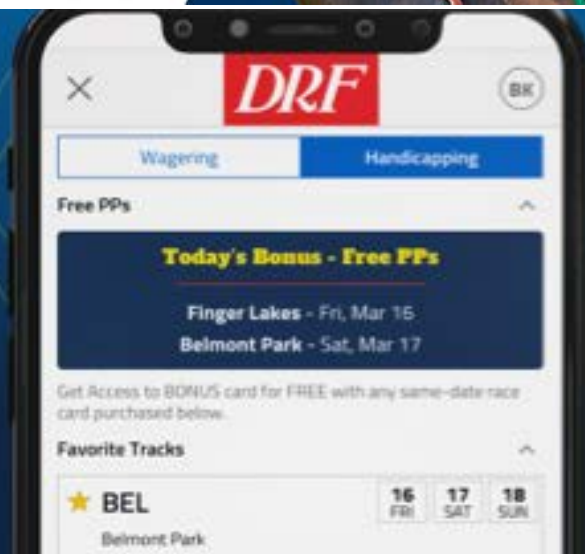 DRF
BK
Wagering
Handicapping
Free PPs
Today's Bonus - Free PPs
Finger Lakes - Fri, Mar 16
Belmont Park - Sat, Mar 17
Get Access to BONUS card for FREE with any same-date race
card purchased below.
Favorite Tracks
BEL
16 17 18
FRI SAT SUN
Belmont Park